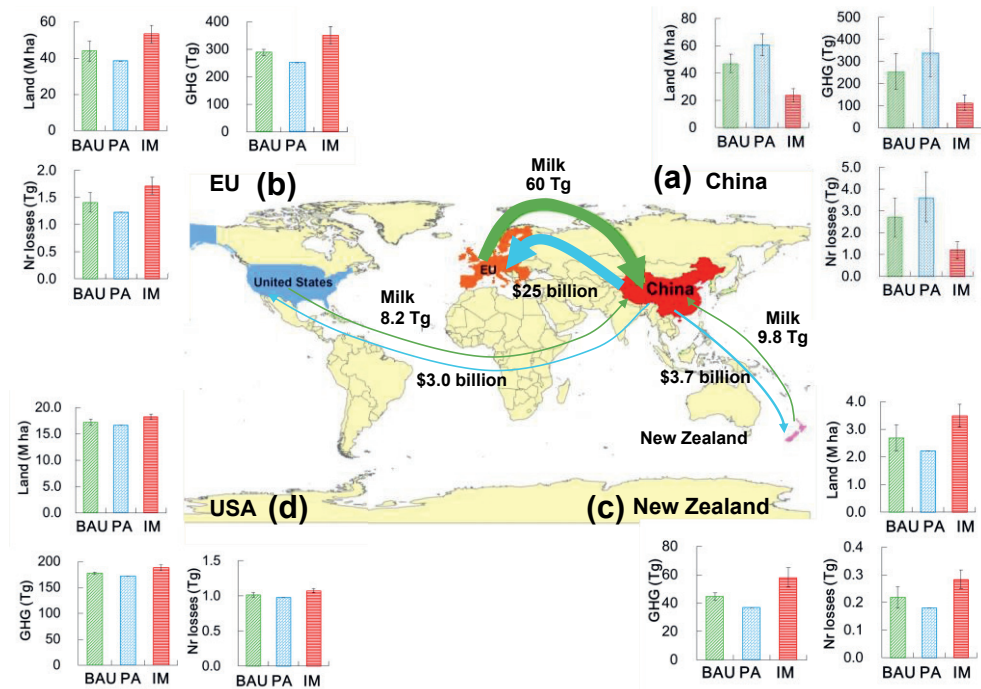 60
40
20
0
Land (M ha)
BAU PA IM
400
300
200
100
0
GHG (Tg)
BAU PA IM
2.0
1.5
1.0
0.5
0.0
Nr losses (Tg)
BAU PA IM
EU (b)
80
60
40
20
0
Land (M ha)
BAU PA IM
500
400
300
200
100
0
GHG (Tg)
BAU PA IM
(a) China
5.0
4.0
3.0
2.0
1.0
0.0
Nr losses (Tg)
BAU PA IM
Milk
60 Tg
EU
United States
China
$25 billion
Milk
8.2 Tg
Milk
9.8 Tg
$3.0 billion
$3.7 billion
New Zealand
20.0
15.0
10.0
5.0
0.0
Land (M ha)
BAU PA IM
USA (d)
200
150
100
50
0
GHG (Tg)
BAU PA IM
1.5
1.0
0.5
0.0
Nr losses (Tg)
BAU PA IM
(c) New Zealand
4.0
3.0
2.0
1.0
0.0
Land (M ha)
BAU PA IM
80
60
40
20
0
GHG (Tg)
BAU PA IM
0.4
0.3
0.2
0.1
0.0
Nr losses (Tg)
BAU PA IM